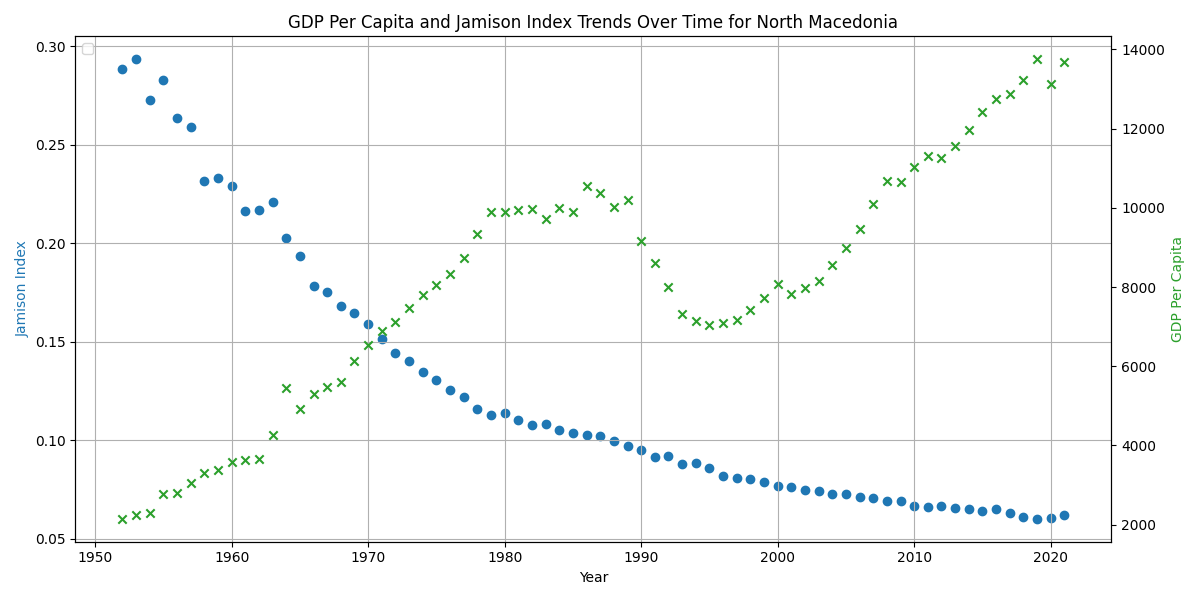 GDP Per Capita and Jamison Index Trends Over Time for North Macedonia
0.30
0.25
0.20
0.15
0.10
0.05
Jamison Index
14000
12000
10000
8000
6000
4000
2000
GDP Per Capita
1950 1960 1970 1980 1990 2000 2010 2020
Year